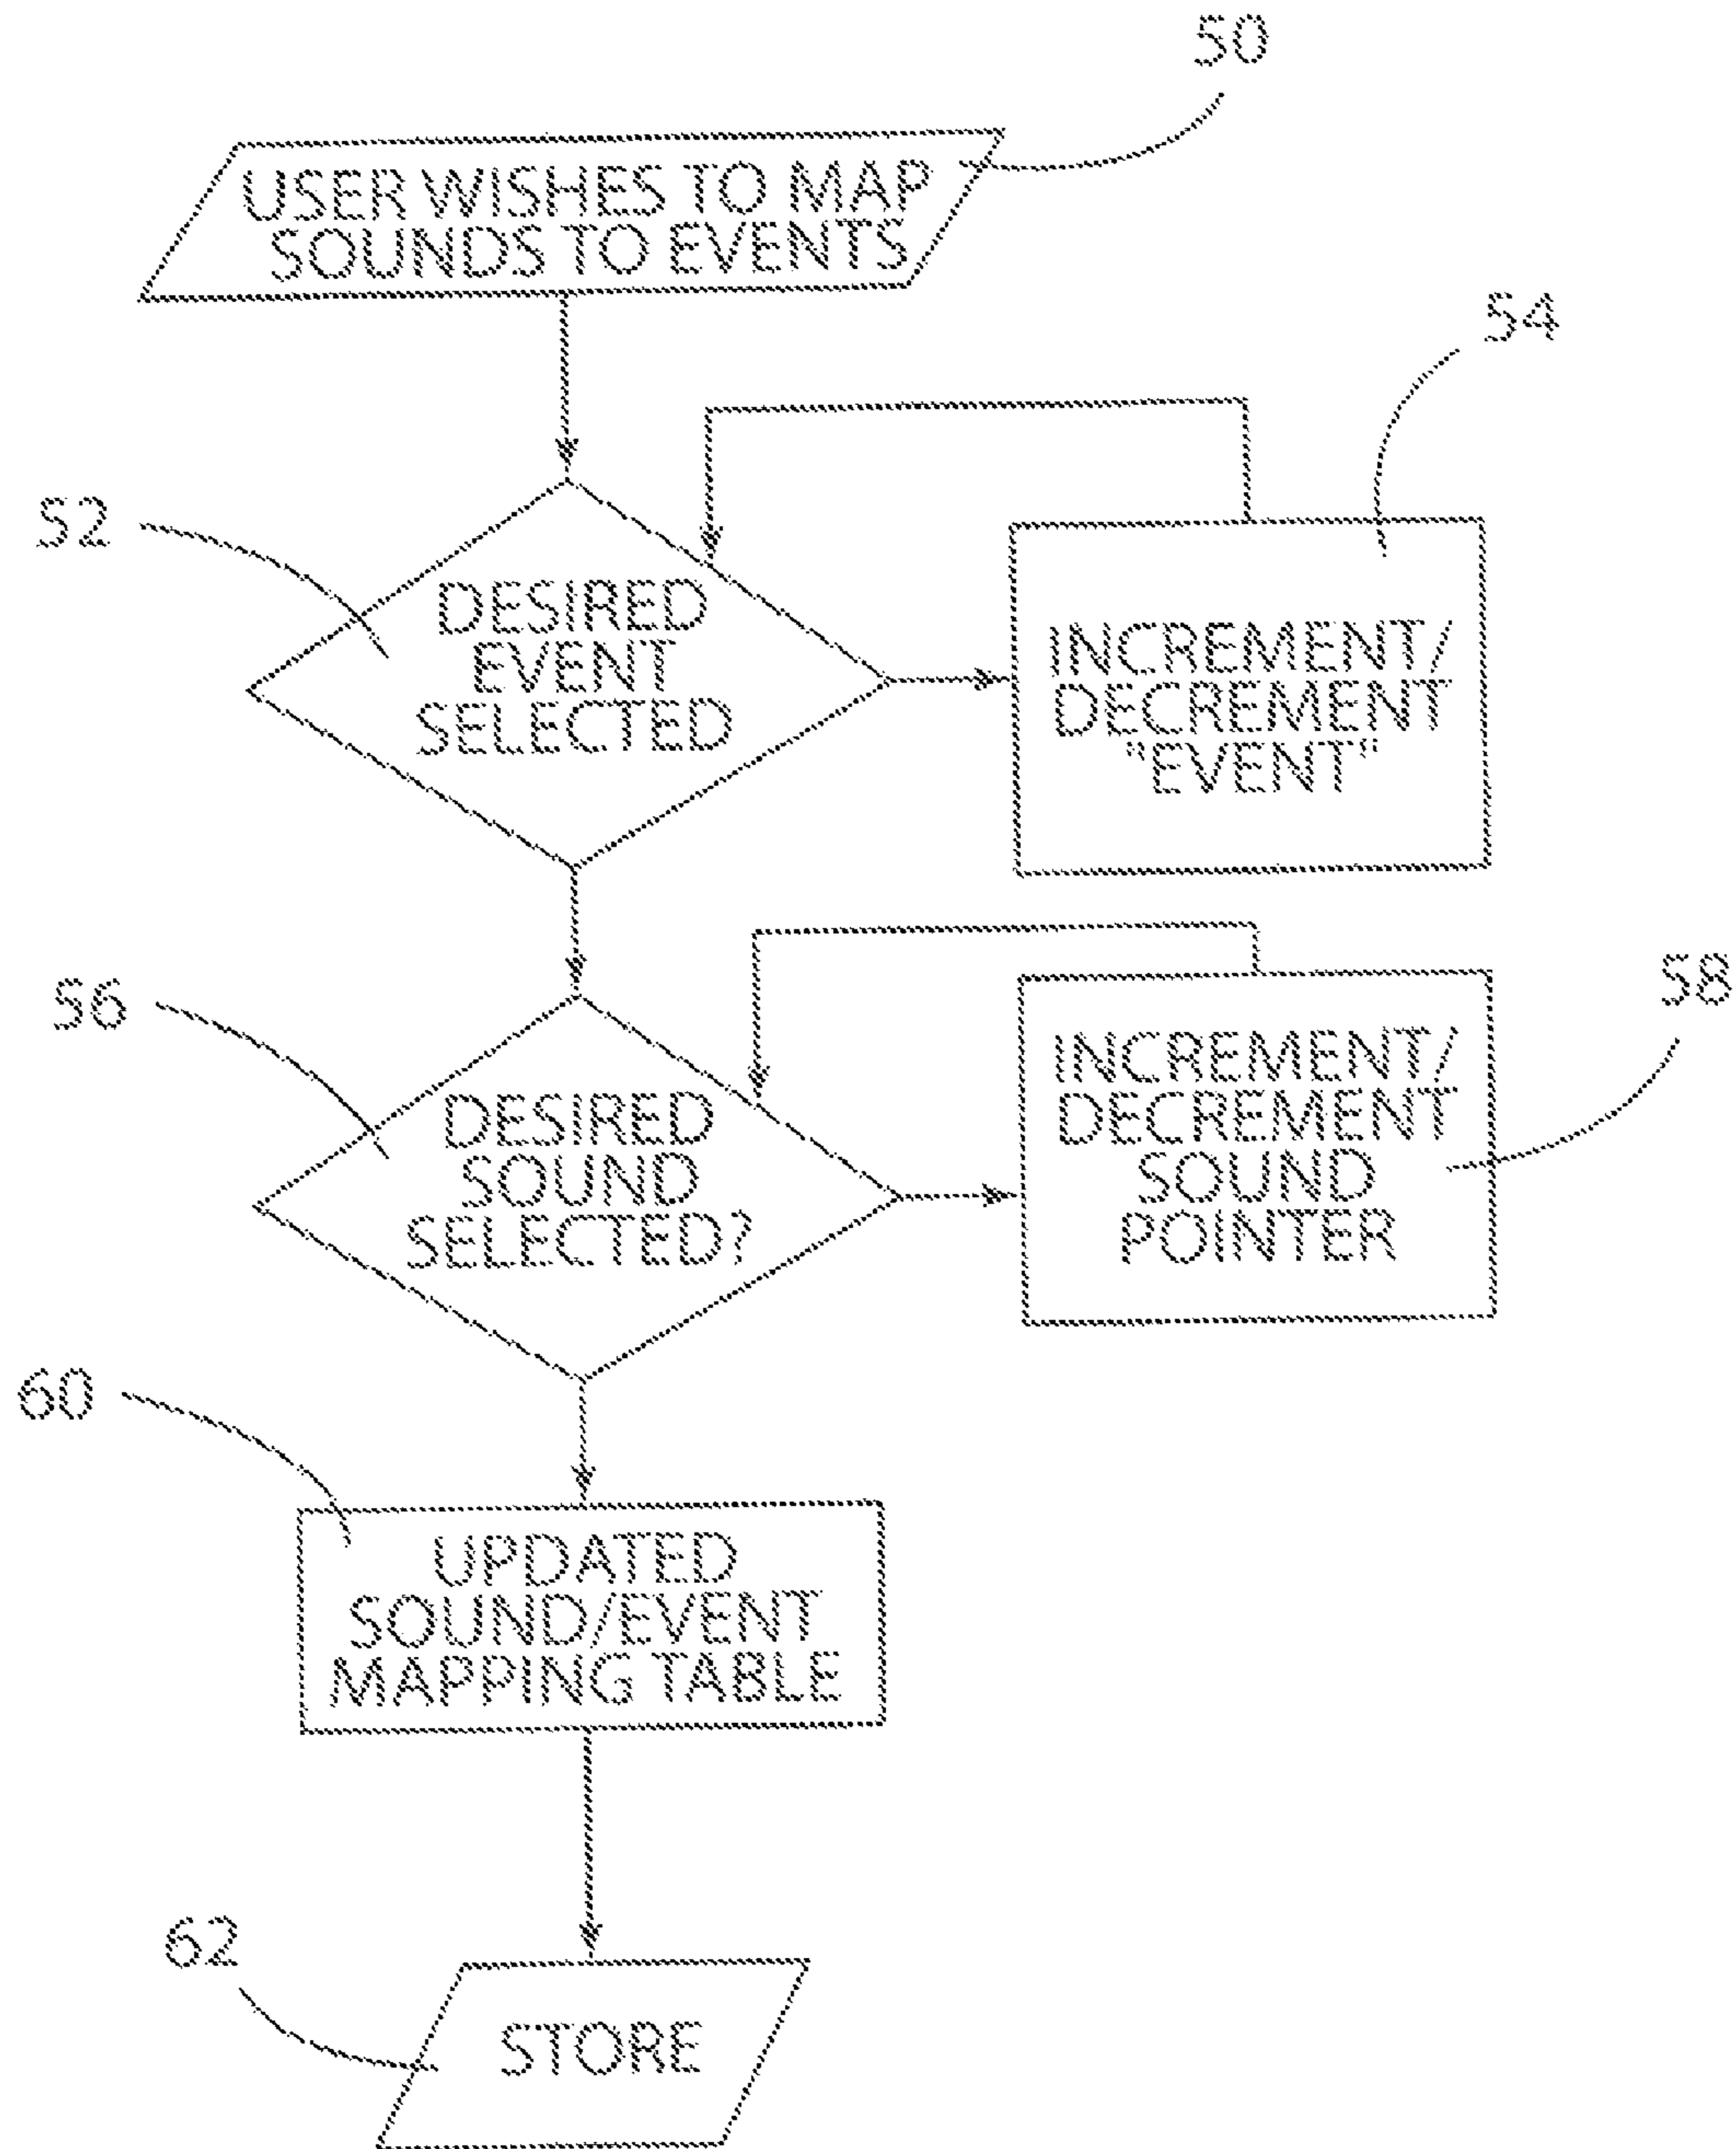 50
USER WISHES TO MAP
SOUNDS TO EVENTS
54
52
DESIRED
EVENT
SELECTED
INCREMENT/
DECREMENT
"EVENT"
56
58
DESIRED
SOUND
SELECTED?
INCREMENT/
DECREMENT
SOUND
POINTER
60
UPDATED
SOUND/EVENT
MAPPING TABLE
62
STORE